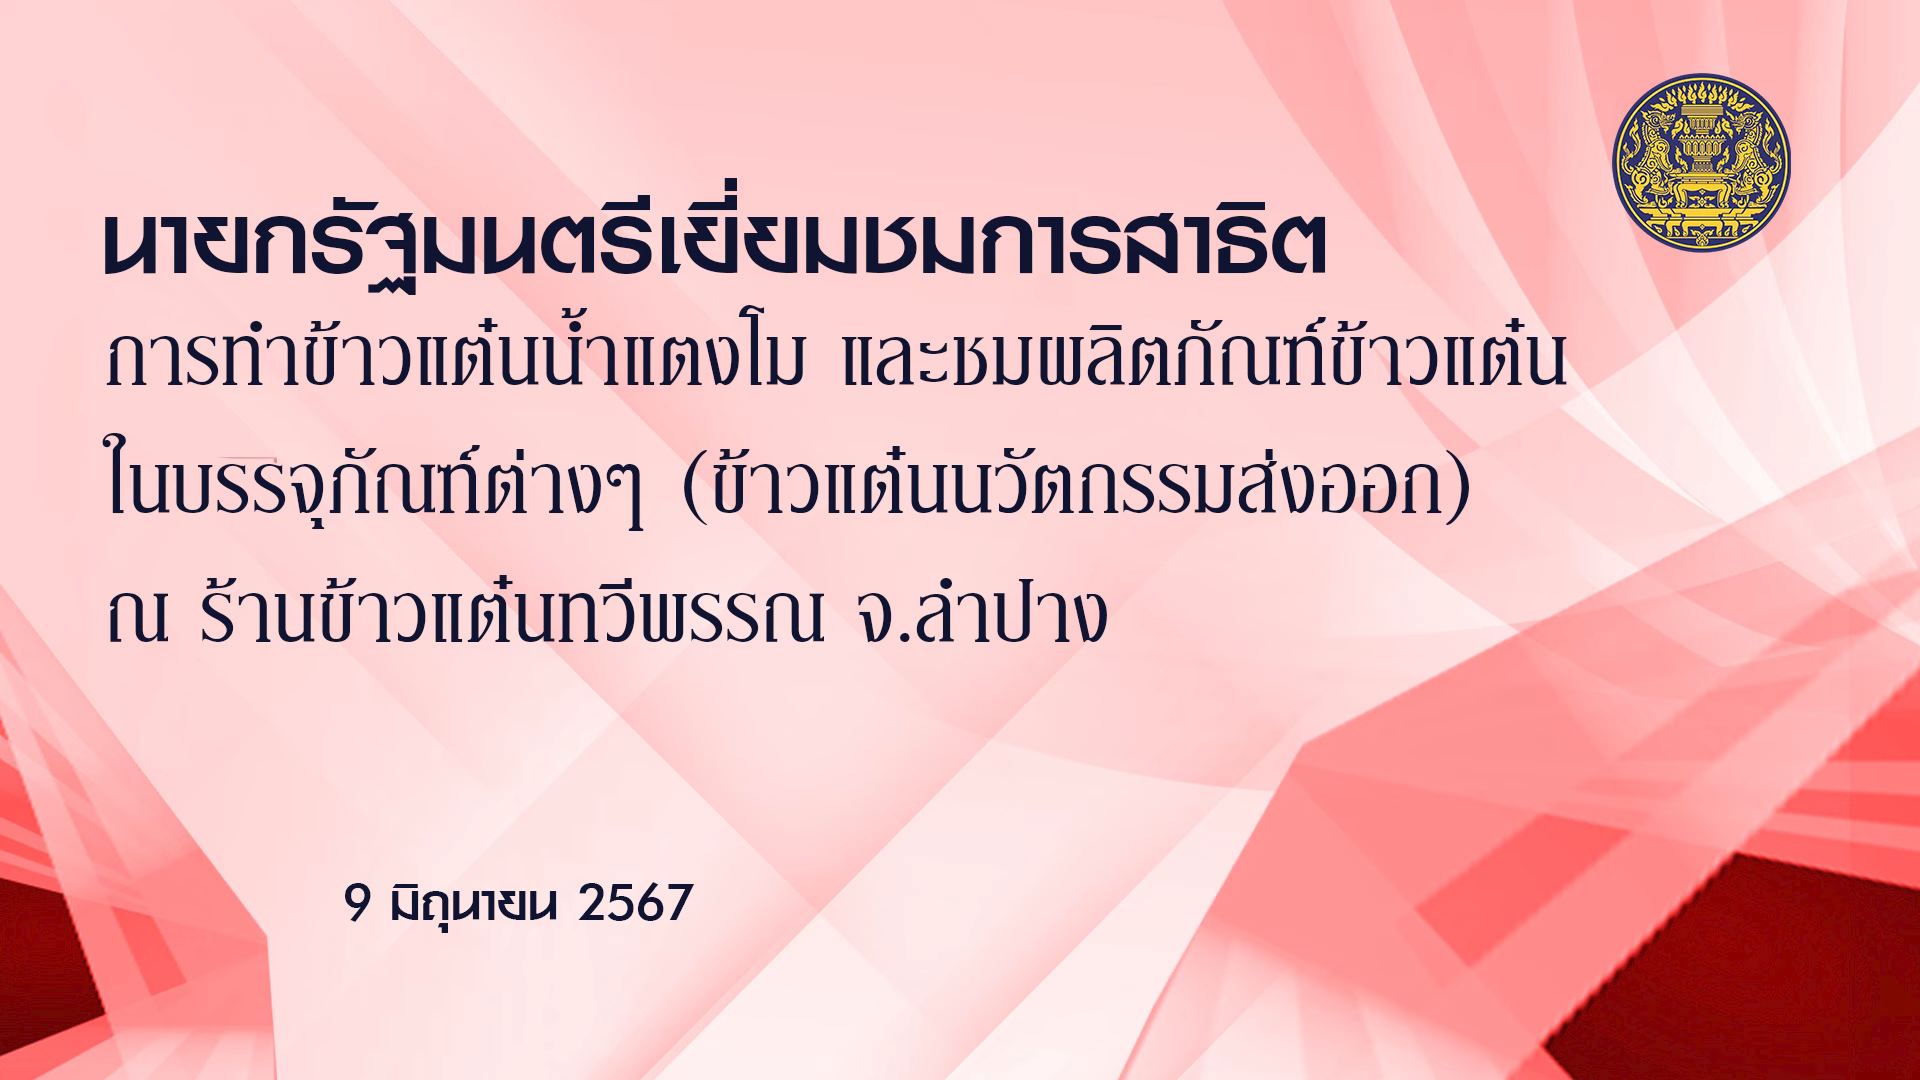 นายกรัฐมนตรีเยี่ยมชมการสาธิต
การทำข้าวแต๋นน้ำแตงโม และชมผลิตภัณฑ์ข้าวแต๋น
ในบรรจุภัณฑ์ต่างๆ (ข้าวแต๋นนวัตกรรมส่งออก)
ณ ร้านข้าวแต๋นทวีพรรณ จ.ลำปาง
9 มิถุนายน 2567